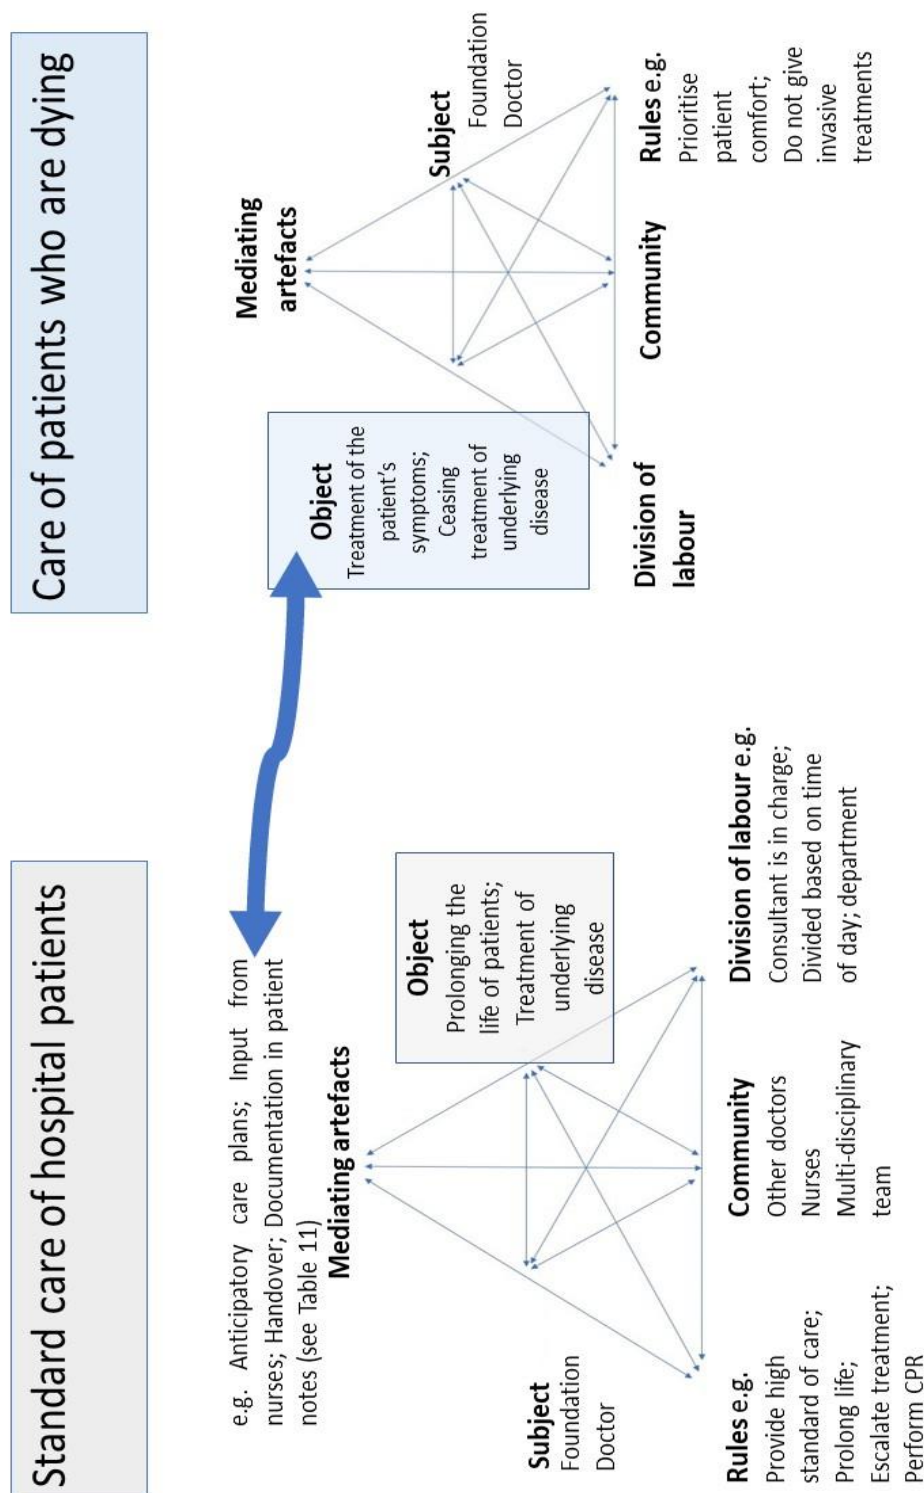 Standard care of hospital patients
e.g. Anticipatory care plans; Input from
nurses; Handover; Documentation in patient
notes (see Table 11)
Mediating artefacts
Subject
Foundation
Doctor
Object
Prolonging the
life of patients;
Treatment of
underlying
disease
Rules e.g.
Provide high
standard of care;
Prolong life;
Escalate treatment;
Perform CPR
Community
Other doctors
Nurses
Multi-disciplinary
team
Division of labour e.g.
Consultant is in charge;
Divided based on time
of day; department
Care of patients who are dying
Mediating
artefacts
Object
Treatment of the
patient's
symptoms;
Ceasing
treatment of
underlying
disease
Subject
Foundation
Doctor
Division of
labour
Community
Rules e.g.
Prioritise
patient
comfort;
Do not give
invasive
treatments